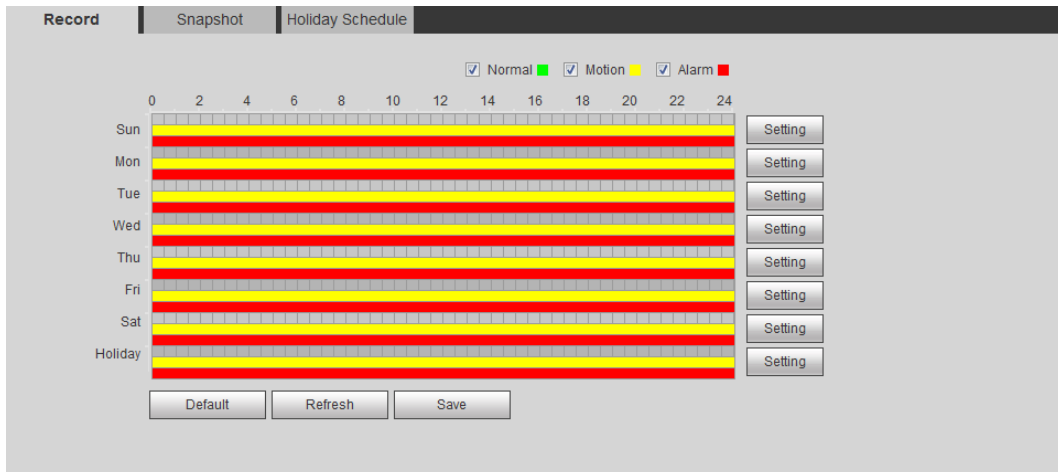 Record Snapshot Holiday Schedule
Normal Motion Alarm
0 2 4 6 8 10 12 14 16 18 20 22 24
Sun Setting
Mon Setting
Tue Setting
Wed Setting
Thu Setting
Fri Setting
Sat Setting
Holiday Setting
Default Refresh Save